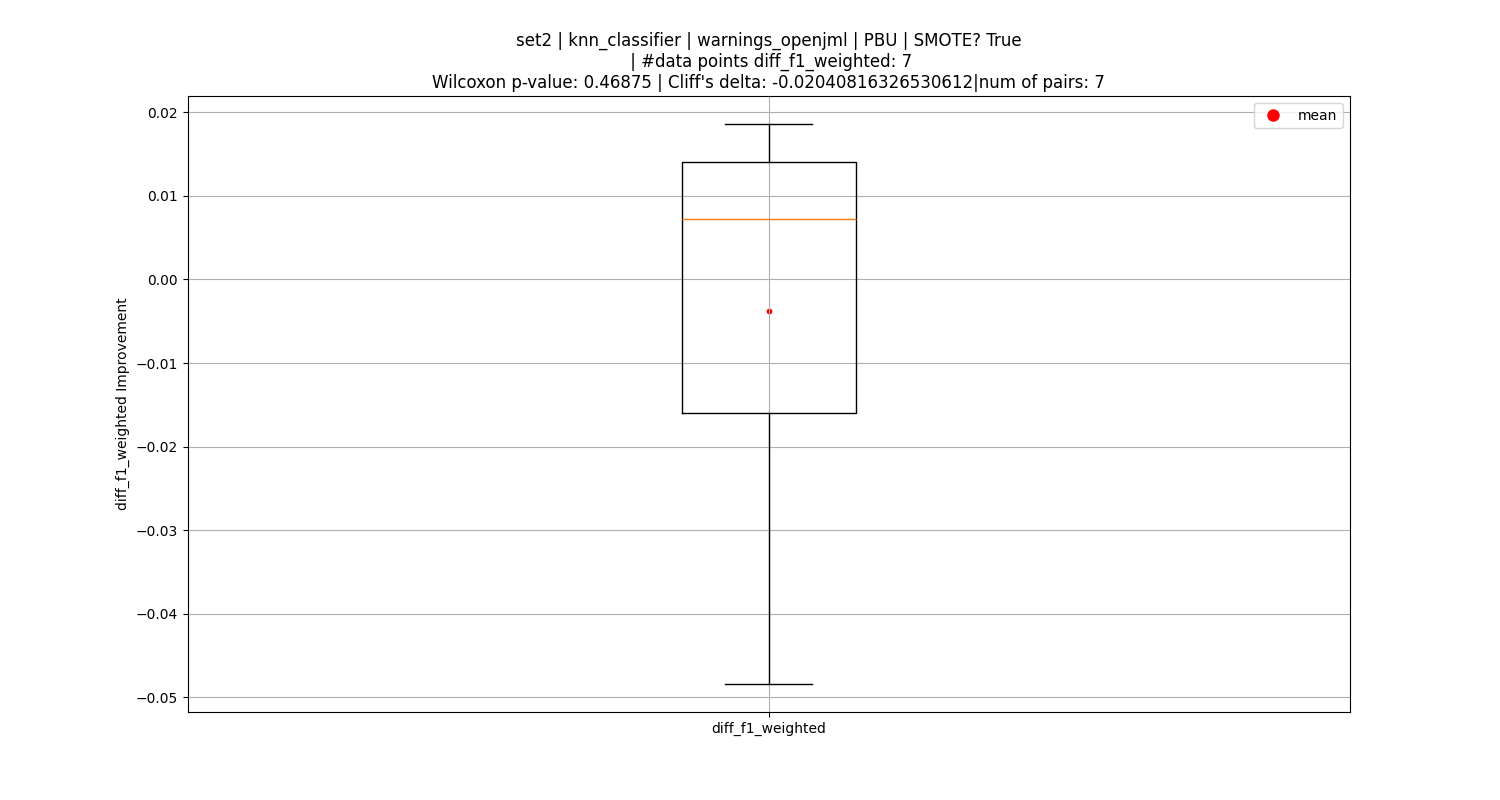 set2 | knn_classifier | warnings_openjml | PBU | SMOTE? True
| #data points diff_f1_weighted: 7
Wilcoxon p-value: 0.46875 | Cliff's delta: -0.02040816326530612|num of pairs: 7
mean
0.02
0.01
0.00
−0.01
−0.02
−0.03
−0.04
−0.05
diff_f1_weighted Improvement
diff_f1_weighted